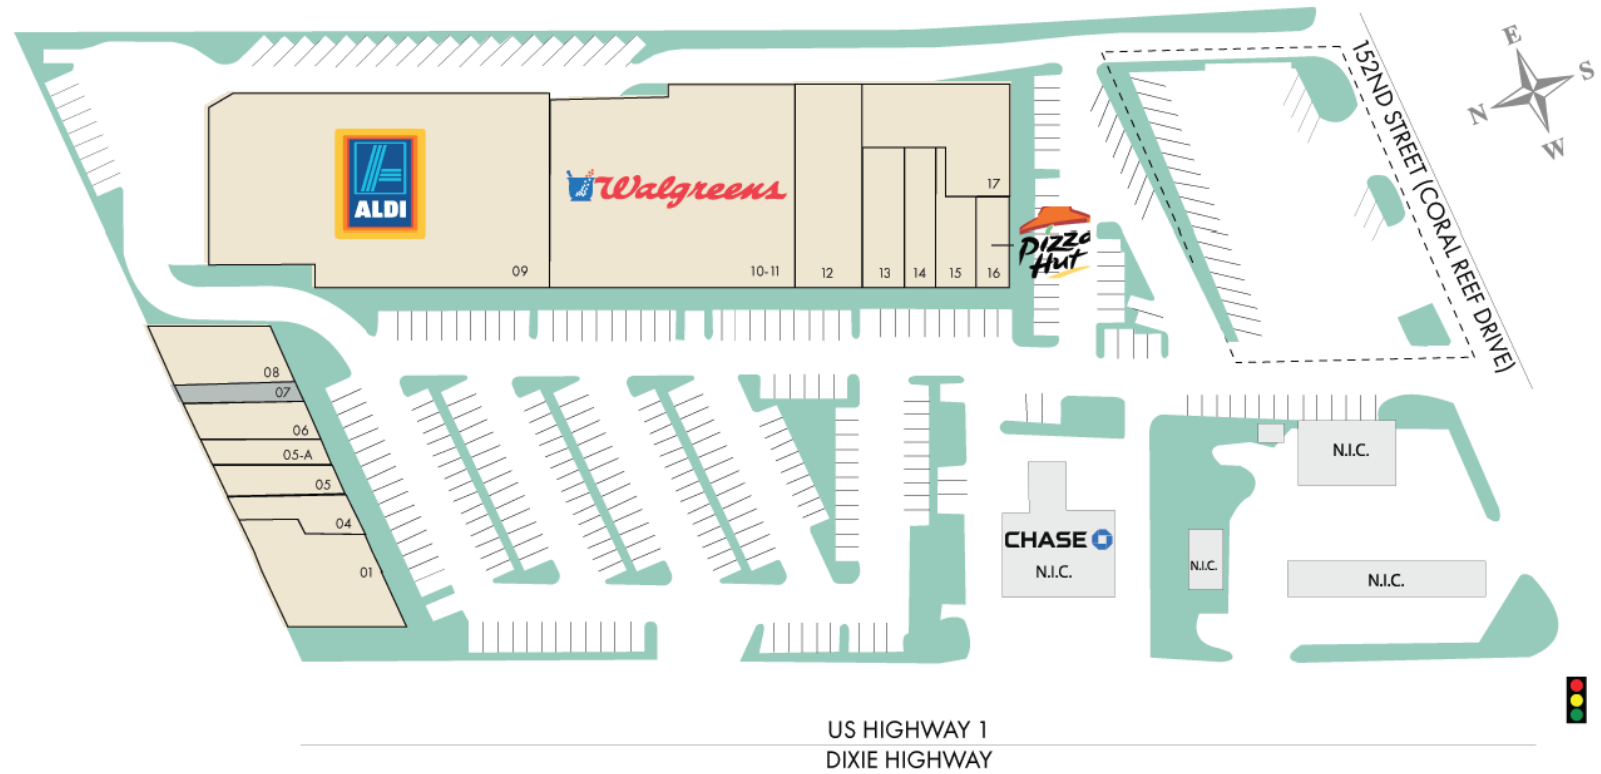 E
S
N
W
152ND STREET (CORAL REEF DRIVE)
ALDI
Walgreens
17
Pizza
Hut
09
10-11
12
13
14
15
16
08
07
06
05-A
05
04
01
CHASE
N.I.C.
N.I.C.
N.I.C.
N.I.C.
US HIGHWAY 1
DIXIE HIGHWAY